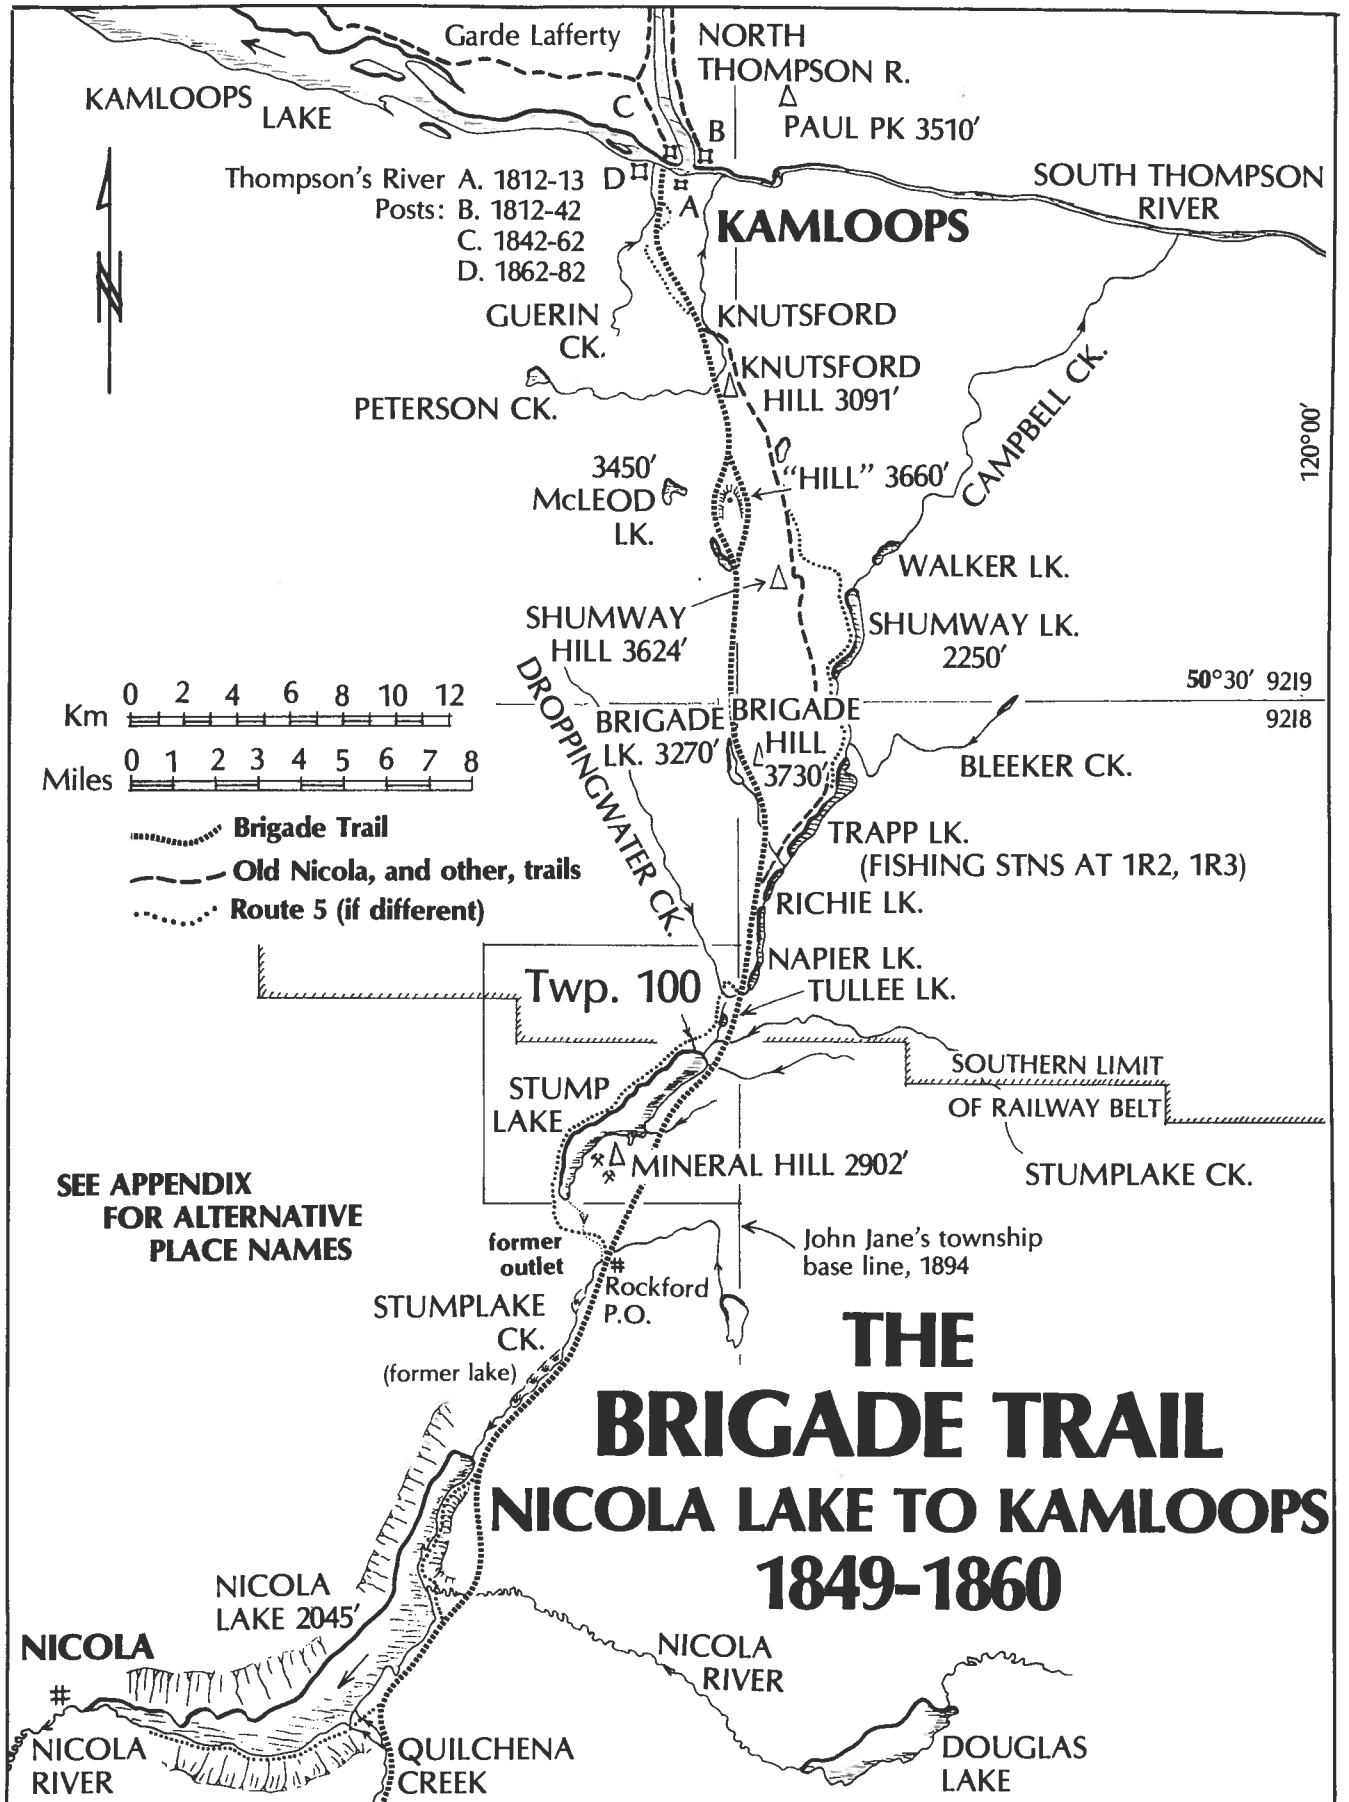 Garde Lafferty
NORTH
THOMPSON R.
KAMLOOPS
LAKE
C
B
PAUL PK 3510′
Thompson's River A. 1812-13
Posts: B. 1812-42
C. 1842-62
D. 1862-82
D
A
SOUTH THOMPSON
RIVER
KAMLOOPS
GUERIN
CK.
KNUTSFORD
KNUTSFORD
HILL 3091′
PETERSON CK.
CAMPBELL CK.
120°00′
3450′
McLEOD
LK.
"HILL" 3660′
WALKER LK.
SHUMWAY
HILL 3624′
SHUMWAY LK.
2250′
DROPPINGWATER CK.
50°30′ 9219
9218
0 2 4 6 8 10 12
Km
0 1 2 3 4 5 6 7 8
Miles
BRIGADE
LK. 3270′
BRIGADE
HILL
3730′
BLEEKER CK.
Brigade Trail
Old Nicola, and other, trails
Route 5 (if different)
TRAPP LK.
(FISHING STNS AT 1R2, 1R3)
RICHIE LK.
NAPIER LK.
TULLEE LK.
Twp. 100
SOUTHERN LIMIT
OF RAILWAY BELT
STUMP
LAKE
MINERAL HILL 2902′
STUMPLAKE CK.
SEE APPENDIX
FOR ALTERNATIVE
PLACE NAMES
former
outlet
John Jane's township
base line, 1894
Rockford
P.O.
STUMPLAKE
CK.
(former lake)
THE
BRIGADE TRAIL
NICOLA LAKE TO KAMLOOPS
1849-1860
NICOLA
LAKE 2045′
NICOLA
NICOLA
RIVER
NICOLA
RIVER
QUILCHENA
CREEK
DOUGLAS
LAKE